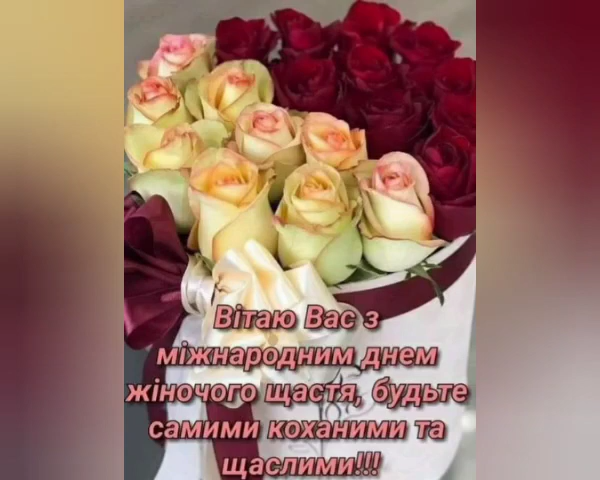 Вітаю Вас з
міжнародним днем
жіночого щастя, будьте
самими коханими та
щаслими!!!